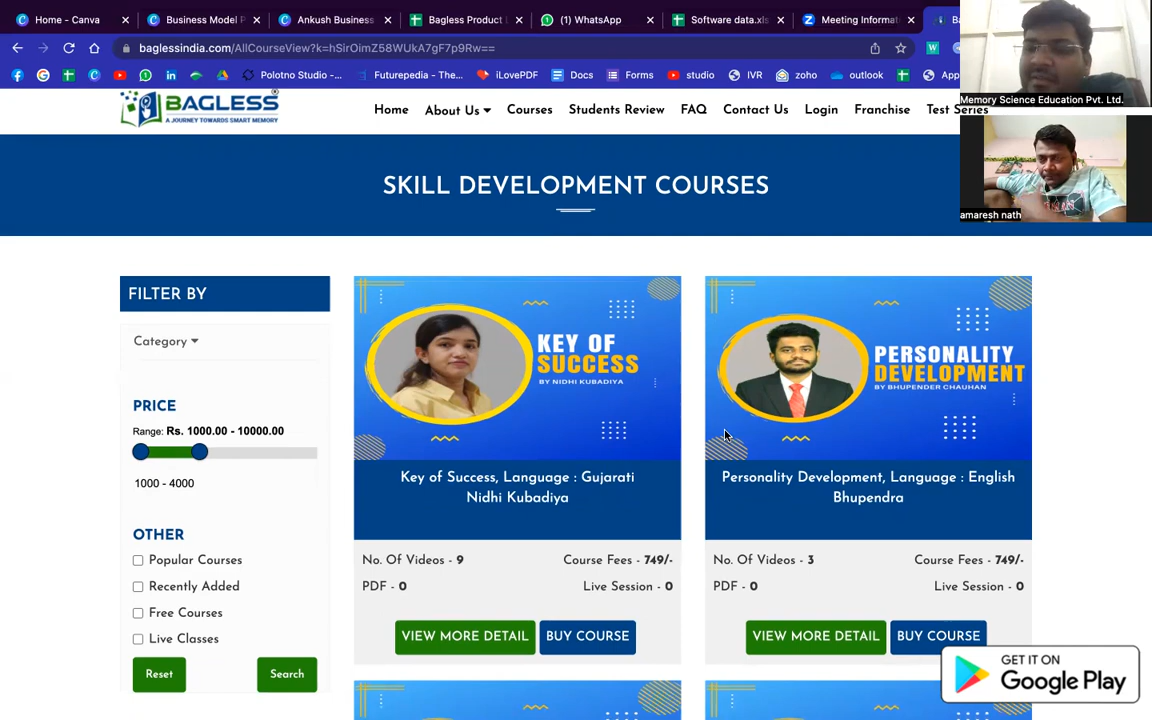 Home - Canva
Business Model P
Ankush Business
Bagless Product L
(1) WhatsApp
Software data.xls
Meeting Informat
Ba
baglessindia.com/AllCourseView?k=hSirOimZ58WUkA7gF7p9Rw==
Polotno Studio -...
Futurepedia - The...
iLovePDF
Docs
Forms
studio
IVR
zoho
outlook
App
BAGLESS
A JOURNEY TOWARDS SMART MEMORY
Home
About Us
Courses
Students Review
FAQ
Contact Us
Login
Franchise
Test Series
Memory Science Education Pvt. Ltd.
amaresh nath
SKILL DEVELOPMENT COURSES
FILTER BY
Category
PRICE
Range: Rs. 1000.00 - 10000.00
1000 - 4000
OTHER
Popular Courses
Recently Added
Free Courses
Live Classes
Reset
Search
KEY OF
SUCCESS
BY NIDHI KUBADIYA
Key of Success, Language : Gujarati
Nidhi Kubadiya
No. Of Videos - 9
Course Fees - 749/-
PDF - 0
Live Session - 0
VIEW MORE DETAIL
BUY COURSE
PERSONALITY
DEVELOPMENT
BY BHUPENDER CHAUHAN
Personality Development, Language : English
Bhupendra
No. Of Videos - 3
Course Fees - 749/-
PDF - 0
Live Session - 0
VIEW MORE DETAIL
BUY COURSE
GET IT ON
Google Play